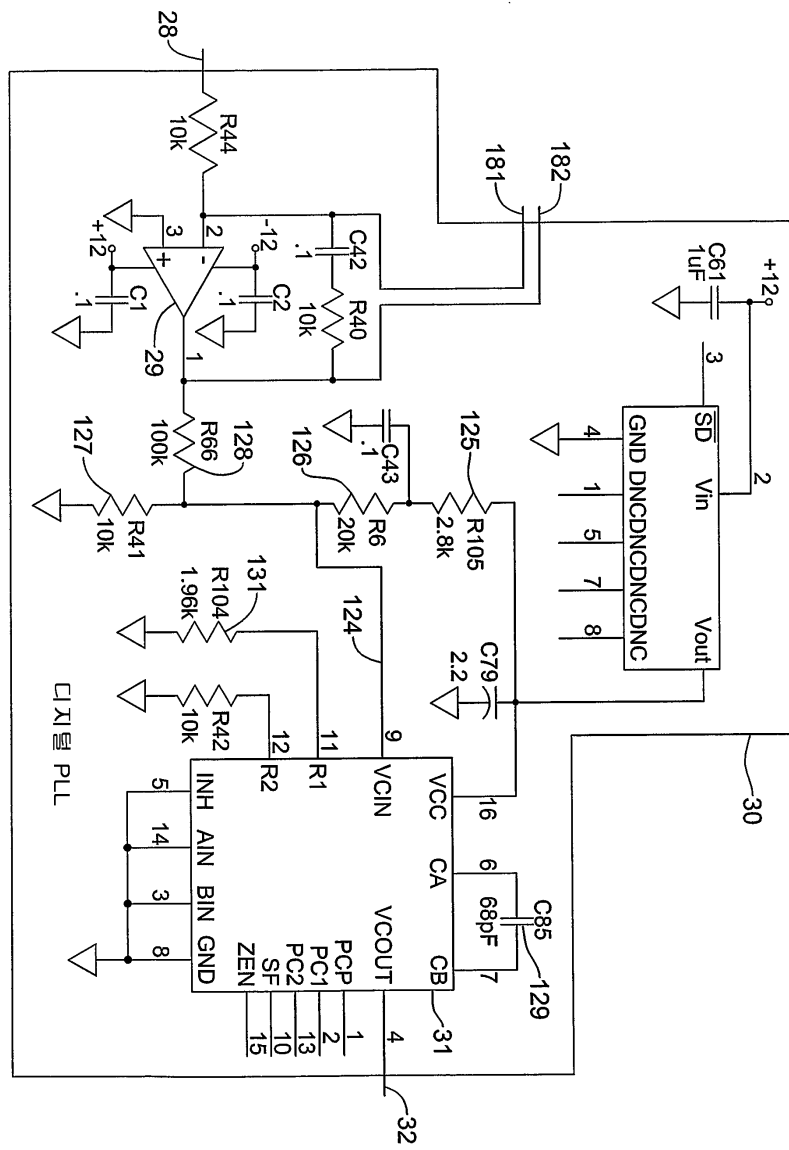 28
R44
10k
181
182
+12
C61
1uF
3
2
SD
Vin
Vout
GND DNCDNCDNCDNC
4
1
5
7
8
30
2
3
-
+
-12
+12
C2
.1
C1
.1
29
1
C42
.1
R40
10k
R66
100k
128
127
R41
10k
126
R6
20k
C43
.1
125
R105
2.8k
C79
2.2
124
131
R104
1.96k
R42
10k
디지털 PLL
9
11
12
16
6
7
C85
68pF
129
VCC
CA
CB
VCIN
R1
R2
VCOUT
INH
AIN
BIN
GND
5
14
3
8
PCP
PC1
PC2
SF
ZEN
1
2
13
10
15
4
31
32